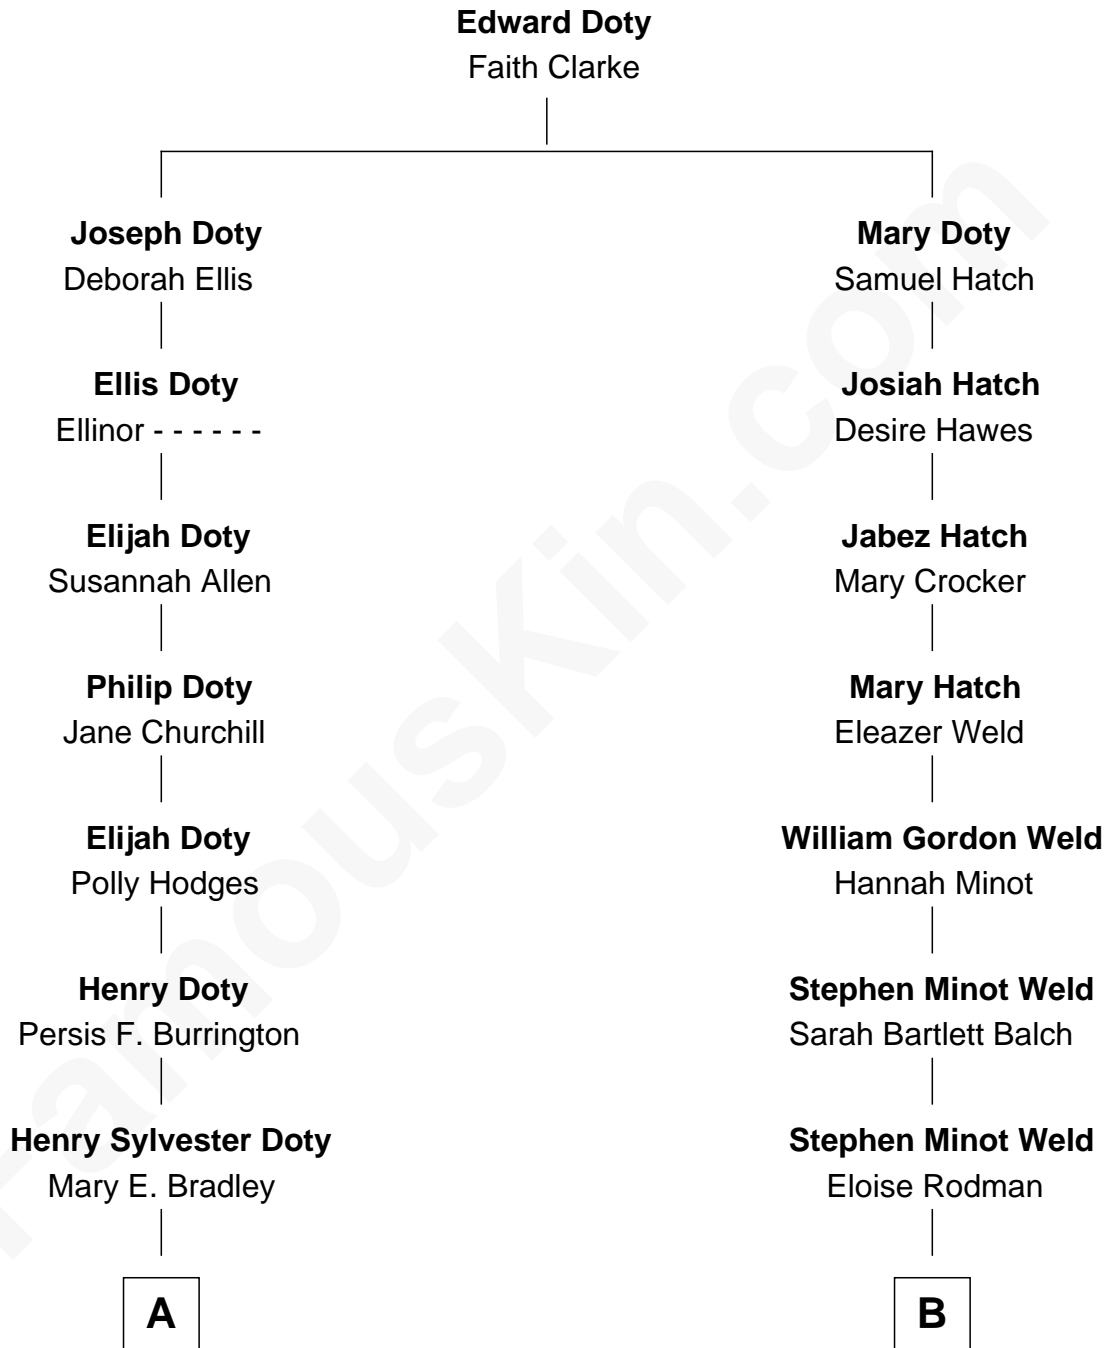 Edward Doty
Faith Clarke
Joseph Doty
Deborah Ellis
Mary Doty
Samuel Hatch
Ellis Doty
Ellinor - - - - - -
Josiah Hatch
Desire Hawes
Elijah Doty
Susannah Allen
Jabez Hatch
Mary Crocker
Philip Doty
Jane Churchill
Mary Hatch
Eleazer Weld
Elijah Doty
Polly Hodges
William Gordon Weld
Hannah Minot
Henry Doty
Persis F. Burrington
Stephen Minot Weld
Sarah Bartlett Balch
Henry Sylvester Doty
Mary E. Bradley
Stephen Minot Weld
Eloise Rodman
A
B
FamousKin.com